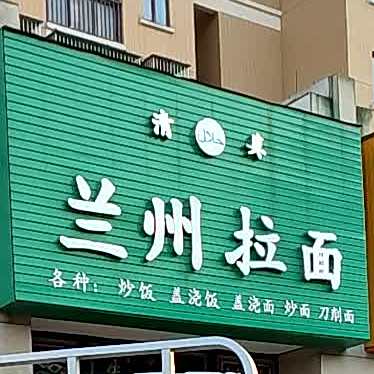 清 حلال 真
兰州拉面
各种： 炒饭 盖浇饭 盖浇面 炒面 刀削面